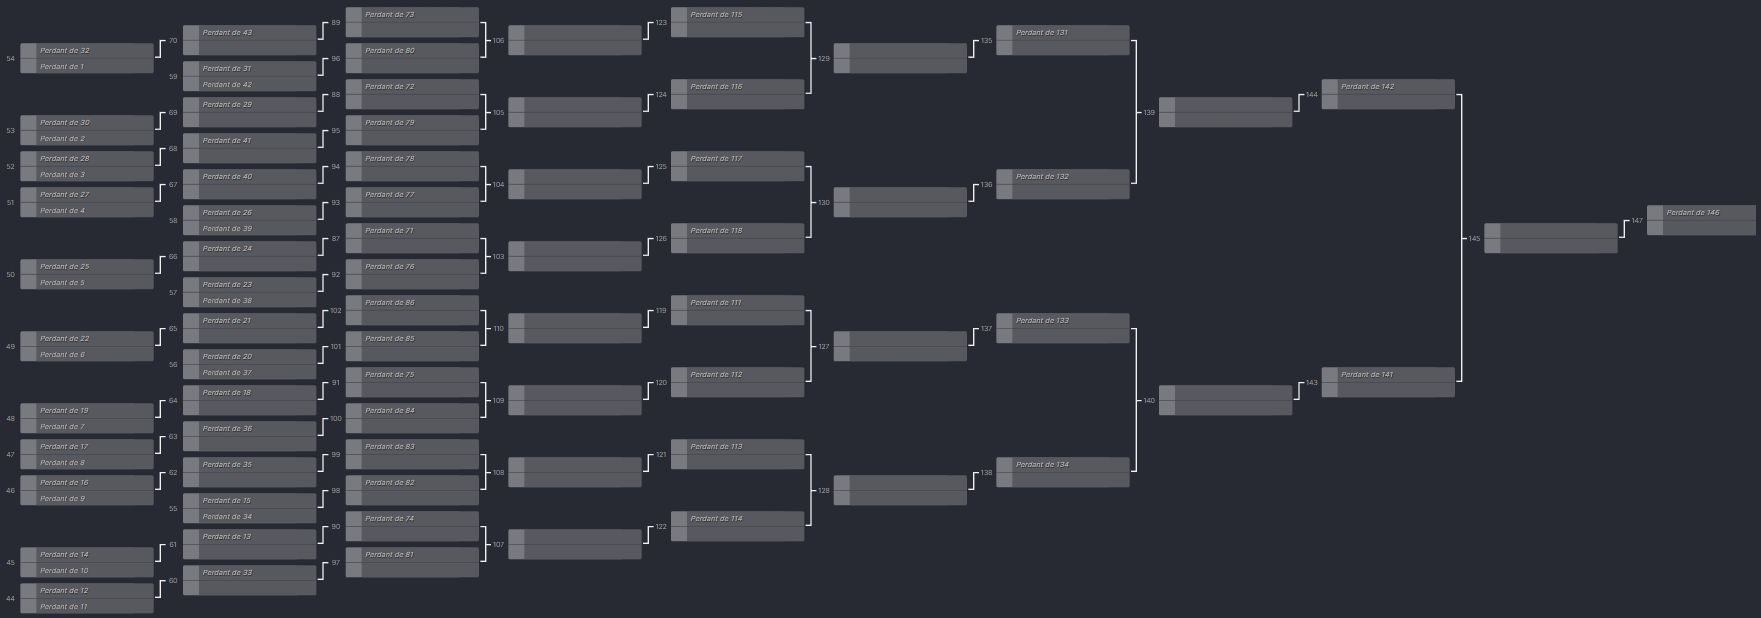 54
Perdant de 32
Perdant de 1
53
Perdant de 30
Perdant de 2
52
Perdant de 28
Perdant de 3
51
Perdant de 27
Perdant de 4
50
Perdant de 25
Perdant de 5
49
Perdant de 22
Perdant de 6
48
Perdant de 19
Perdant de 7
47
Perdant de 17
Perdant de 8
46
Perdant de 16
Perdant de 9
45
Perdant de 14
Perdant de 10
44
Perdant de 12
Perdant de 11
70
Perdant de 43
59
Perdant de 31
Perdant de 42
69
Perdant de 29
68
Perdant de 41
67
Perdant de 40
58
Perdant de 26
Perdant de 39
66
Perdant de 24
57
Perdant de 23
Perdant de 38
65
Perdant de 21
56
Perdant de 20
Perdant de 37
64
Perdant de 18
63
Perdant de 36
62
Perdant de 35
55
Perdant de 15
Perdant de 34
61
Perdant de 13
60
Perdant de 33
89
Perdant de 73
96
Perdant de 80
88
Perdant de 72
95
Perdant de 79
94
Perdant de 78
93
Perdant de 77
87
Perdant de 71
92
Perdant de 76
102
Perdant de 86
101
Perdant de 85
91
Perdant de 75
100
Perdant de 84
99
Perdant de 83
98
Perdant de 82
90
Perdant de 74
97
Perdant de 81
106
105
104
103
110
109
108
107
123
Perdant de 115
124
Perdant de 116
125
Perdant de 117
126
Perdant de 118
119
Perdant de 111
120
Perdant de 112
121
Perdant de 113
122
Perdant de 114
129
130
127
128
135
Perdant de 131
136
Perdant de 132
137
Perdant de 133
138
Perdant de 134
139
140
144
Perdant de 142
143
Perdant de 141
145
147
Perdant de 146